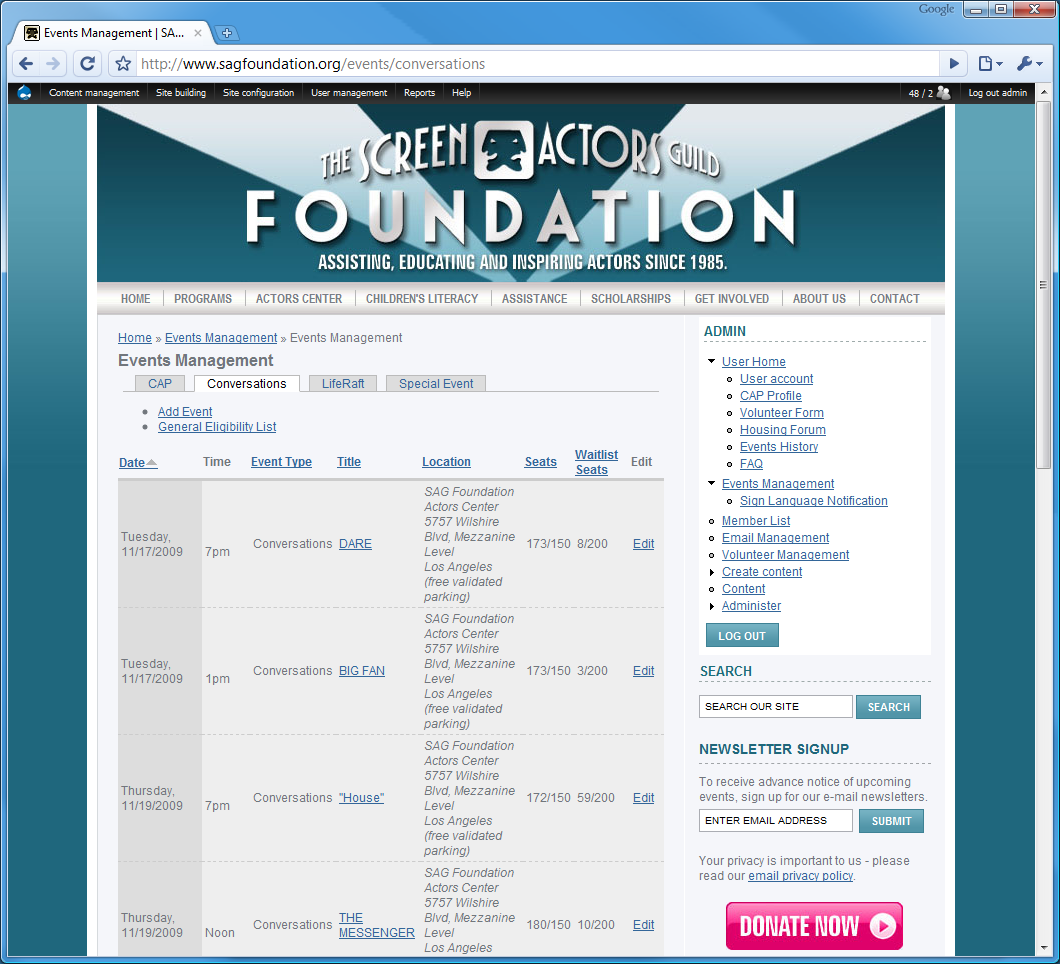 Google
Events Management | SA...
http://www.sagfoundation.org/events/conversations
Content management Site building Site configuration User management Reports Help 48 / 2 Log out admin
THE SCREEN ACTORS GUILD
FOUNDATION
ASSISTING, EDUCATING AND INSPIRING ACTORS SINCE 1985.
HOME PROGRAMS ACTORS CENTER CHILDREN'S LITERACY ASSISTANCE SCHOLARSHIPS GET INVOLVED ABOUT US CONTACT
Home » Events Management » Events Management
Events Management
CAP Conversations LifeRaft Special Event
Add Event
General Eligibility List
Date Time Event Type Title Location Seats Waitlist Seats Edit
Tuesday,
11/17/2009
7pm
Conversations
DARE
SAG Foundation
Actors Center
5757 Wilshire
Blvd, Mezzanine
Level
Los Angeles
(free validated
parking)
173/150
8/200
Edit
Tuesday,
11/17/2009
1pm
Conversations
BIG FAN
SAG Foundation
Actors Center
5757 Wilshire
Blvd, Mezzanine
Level
Los Angeles
(free validated
parking)
173/150
3/200
Edit
Thursday,
11/19/2009
7pm
Conversations
"House"
SAG Foundation
Actors Center
5757 Wilshire
Blvd, Mezzanine
Level
Los Angeles
(free validated
parking)
172/150
59/200
Edit
Thursday,
11/19/2009
Noon
Conversations
THE
MESSENGER
SAG Foundation
Actors Center
5757 Wilshire
Blvd, Mezzanine
Level
Los Angeles
180/150
10/200
Edit
ADMIN
User Home
User account
CAP Profile
Volunteer Form
Housing Forum
Events History
FAQ
Events Management
Sign Language Notification
Member List
Email Management
Volunteer Management
Create content
Content
Administer
LOG OUT
SEARCH
SEARCH OUR SITE SEARCH
NEWSLETTER SIGNUP
To receive advance notice of upcoming
events, sign up for our e-mail newsletters.
ENTER EMAIL ADDRESS SUBMIT
Your privacy is important to us - please
read our email privacy policy.
DONATE NOW